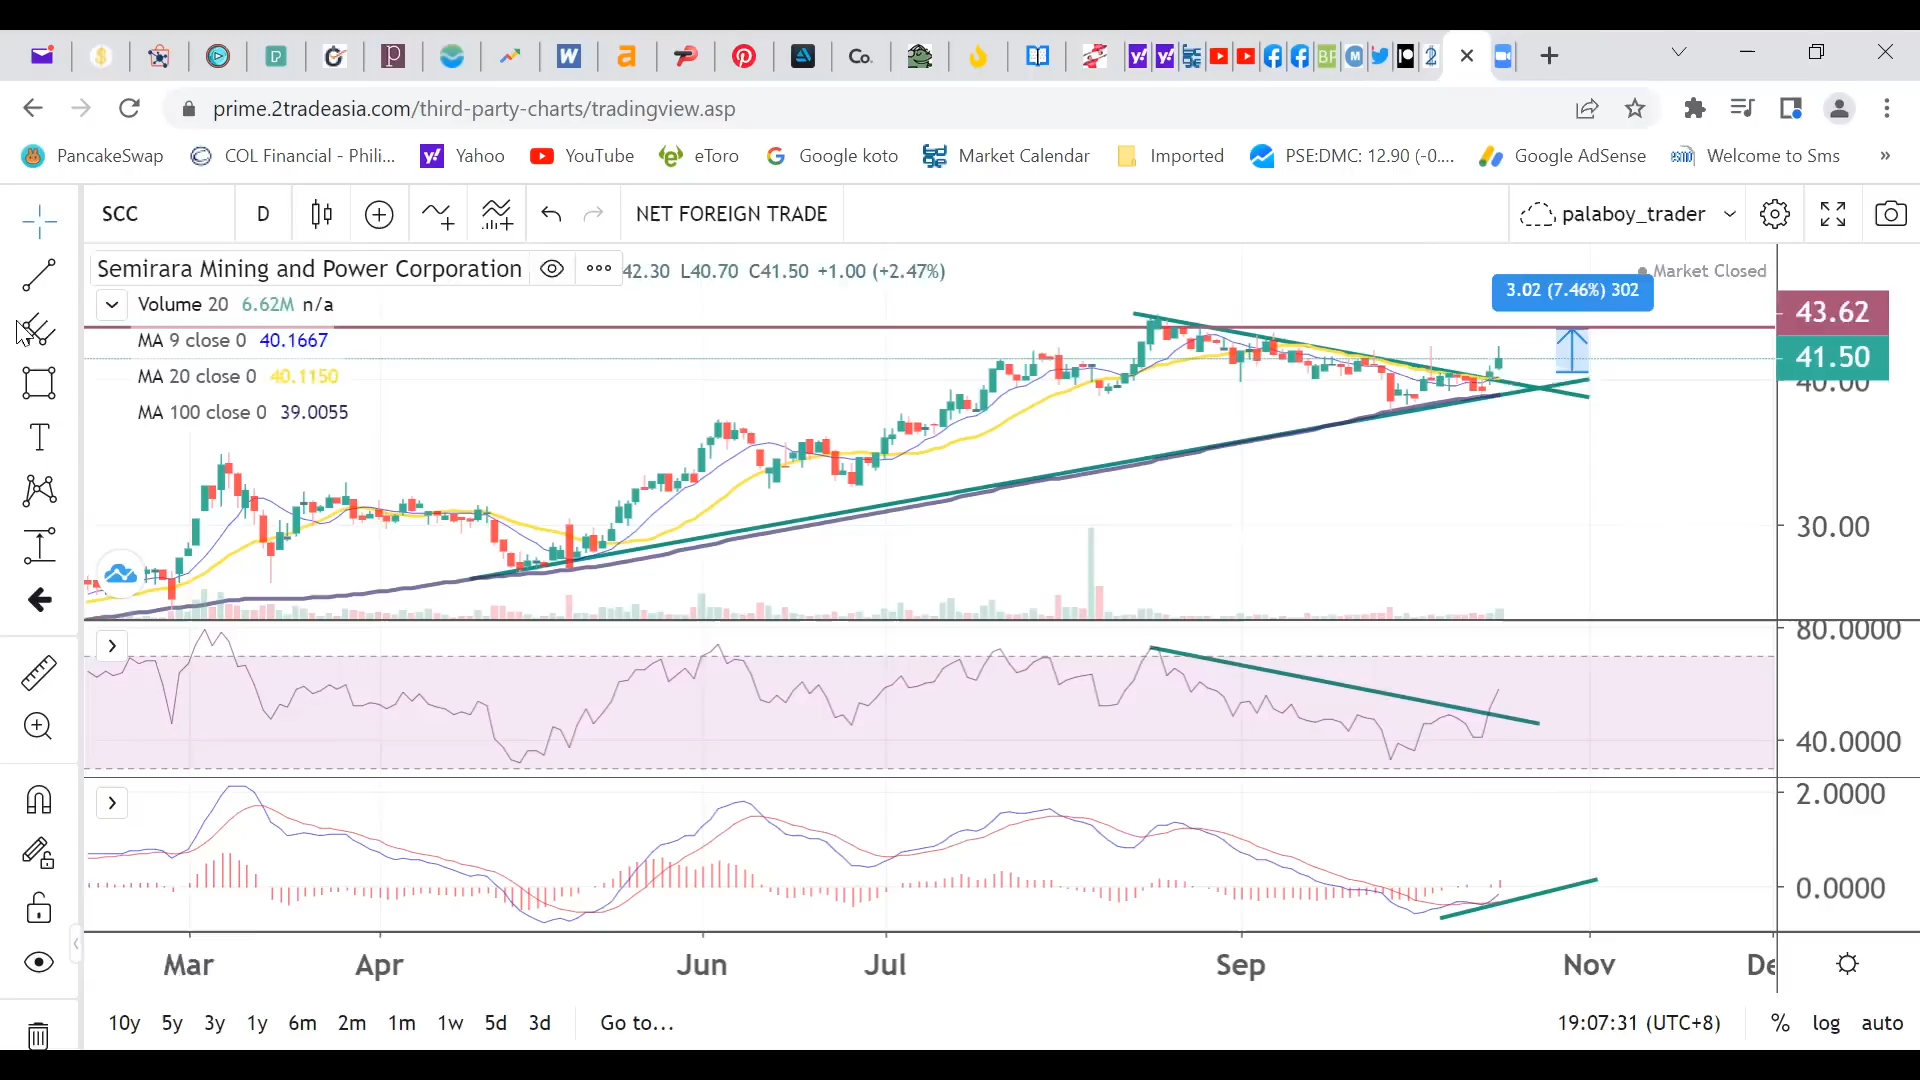 Co.
BF
prime.2tradeasia.com/third-party-charts/tradingview.asp
PancakeSwap COL Financial - Phili... Yahoo YouTube eToro Google koto Market Calendar Imported PSE:DMC: 12.90 (-0.... Google AdSense Welcome to Sms »
SCC D NET FOREIGN TRADE palaboy_trader
Semirara Mining and Power Corporation 42.30 L40.70 C41.50 +1.00 (+2.47%) Market Closed
Volume 20 6.62M n/a
3.02 (7.46%) 302
43.62
MA 9 close 0 40.1667
41.50
MA 20 close 0 40.1150
40.00
MA 100 close 0 39.0055
30.00
80.0000
40.0000
2.0000
0.0000
Mar Apr Jun Jul Sep Nov De
10y 5y 3y 1y 6m 2m 1m 1w 5d 3d Go to... 19:07:31 (UTC+8) % log auto